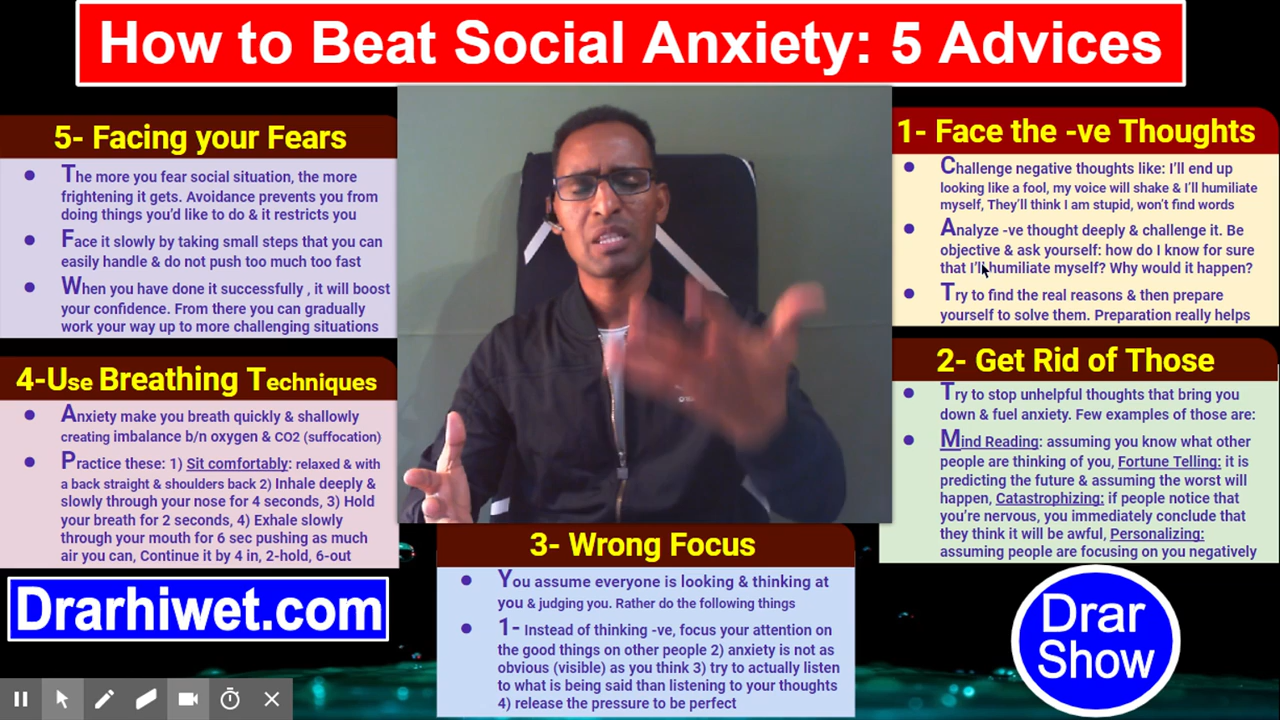 How to Beat Social Anxiety: 5 Advices
1- Face the -ve Thoughts
Challenge negative thoughts like: I'll end up
looking like a fool, my voice will shake & I'll humiliate
myself, They'll think I am stupid, won't find words
Analyze -ve thought deeply & challenge it. Be
objective & ask yourself: how do I know for sure
that I'll humiliate myself? Why would it happen?
Try to find the real reasons & then prepare
yourself to solve them. Preparation really helps
2- Get Rid of Those
Try to stop unhelpful thoughts that bring you
down & fuel anxiety. Few examples of those are:
Mind Reading: assuming you know what other
people are thinking of you, Fortune Telling: it is
predicting the future & assuming the worst will
happen, Catastrophizing: if people notice that
you're nervous, you immediately conclude that
they think it will be awful, Personalizing:
assuming people are focusing on you negatively
3- Wrong Focus
You assume everyone is looking & thinking at
you & judging you. Rather do the following things
1- Instead of thinking -ve, focus your attention on
the good things on other people 2) anxiety is not as
obvious (visible) as you think 3) try to actually listen
to what is being said than listening to your thoughts
4) release the pressure to be perfect
4-Use Breathing Techniques
Anxiety make you breath quickly & shallowly
creating imbalance b/n oxygen & CO2 (suffocation)
Practice these: 1) Sit comfortably: relaxed & with
a back straight & shoulders back 2) Inhale deeply &
slowly through your nose for 4 seconds, 3) Hold
your breath for 2 seconds, 4) Exhale slowly
through your mouth for 6 sec pushing as much
air you can, Continue it by 4 in, 2-hold, 6-out
5- Facing your Fears
The more you fear social situation, the more
frightening it gets. Avoidance prevents you from
doing things you'd like to do & it restricts you
Face it slowly by taking small steps that you can
easily handle & do not push too much too fast
When you have done it successfully , it will boost
your confidence. From there you can gradually
work your way up to more challenging situations
Drarhiwet.com
Drar
Show